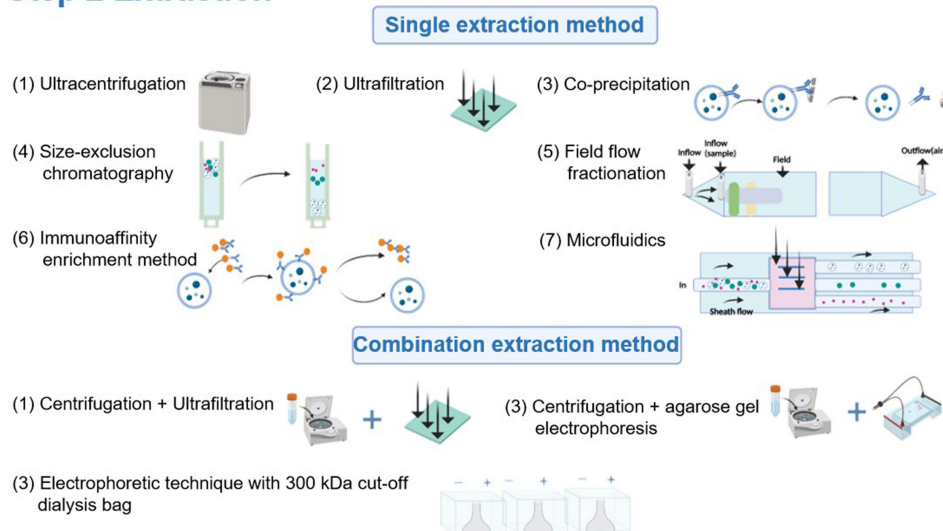 Single extraction method
(1) Ultracentrifugation
(2) Ultrafiltration
(3) Co-precipitation
(4) Size-exclusion
chromatography
(5) Field flow
fractionation
Inflow
Inflow
(sample)
Field
(6) Immunoaffinity
enrichment method
(7) Microfluidics
In
Sheath flow
Combination extraction method
(1) Centrifugation + Ultrafiltration
+
(3) Centrifugation + agarose gel
electrophoresis
+
(3) Electrophoretic technique with 300 kDa cut-off
dialysis bag
− + − + − +